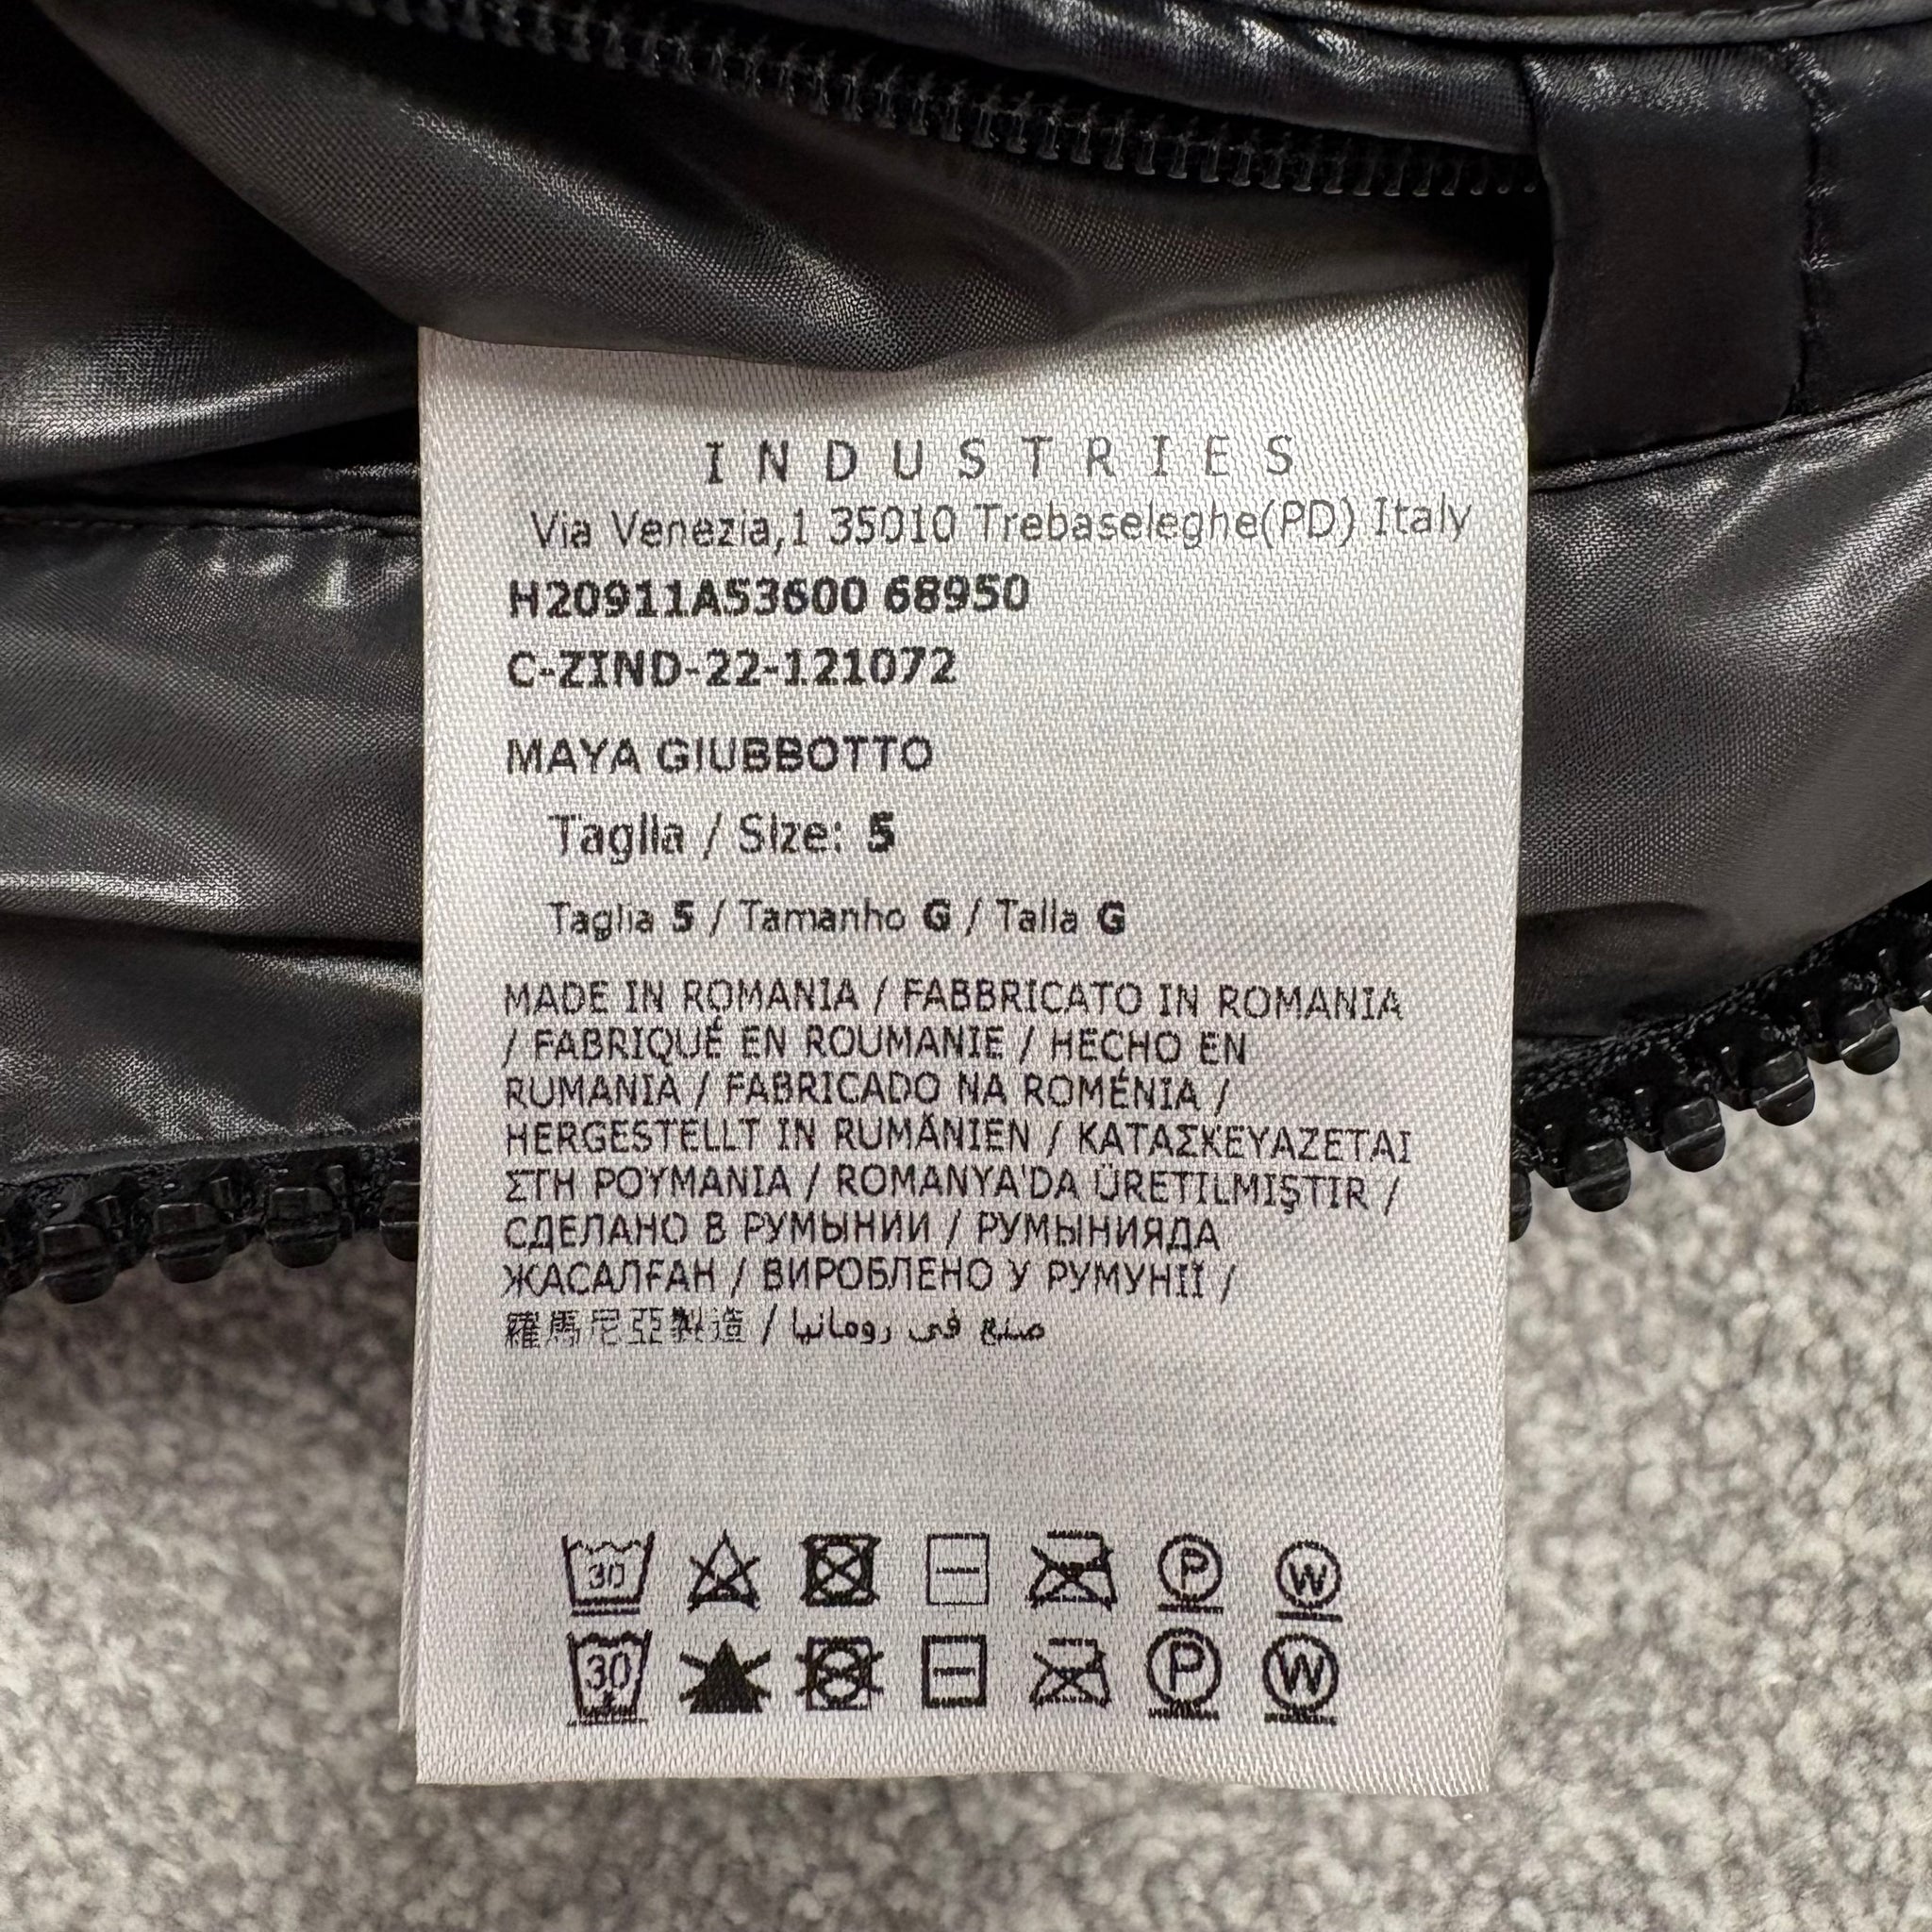 INDUSTRIES
Via Venezia,1 35010 Trebaseleghe(PD) Italy
H20911A53600 68950
C-ZIND-22-121072
MAYA GIUBBOTTO
Taglia / Size: 5
Taglia 5 / Tamanho G / Talla G
MADE IN ROMANIA / FABBRICATO IN ROMANIA
/ FABRIQUÉ EN ROUMANIE / HECHO EN
RUMANIA / FABRICADO NA ROMÉNIA /
HERGESTELLT IN RUMÄNIEN / ΚΑΤΑΣΚΕΥΑΖΕΤΑΙ
ΣΤΗ ΡΟΥΜΑΝΙΑ / ROMANYA'DA ÜRETILMIŞTIR /
СДЕЛАНО В РУМЫНИИ / РУМЫНИЯДА
ЖАСАЛҒАН / ВИРОБЛЕНО У РУМУНІЇ /
羅馬尼亞製造 / صنع في رومانيا
30 P W
30 P W